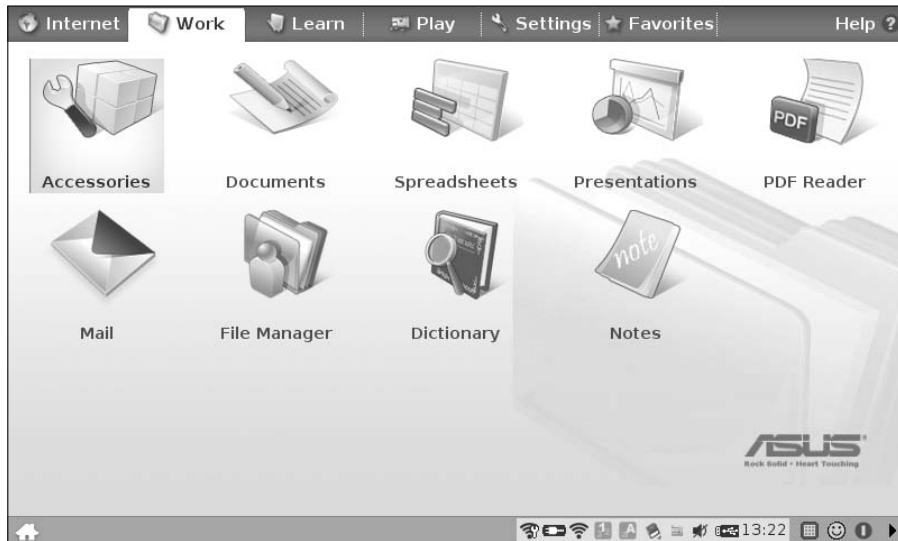 Internet Work Learn Play Settings Favorites Help ?
PDF
Accessories Documents Spreadsheets Presentations PDF Reader
note
Mail File Manager Dictionary Notes
ASUS
Rock Solid • Heart Touching
1 A 13:22